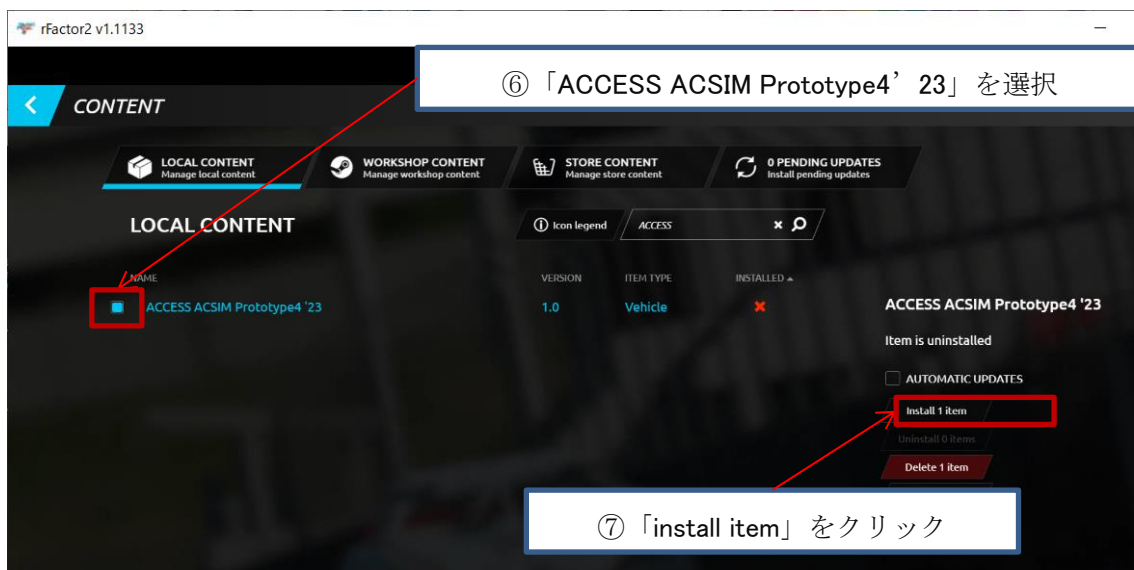 rFactor2 v1.1133
⑥「ACCESS ACSIM Prototype4’23」を選択
CONTENT
LOCAL CONTENT
Manage local content
WORKSHOP CONTENT
Manage workshop content
STORE CONTENT
Manage store content
0 PENDING UPDATES
Install pending updates
LOCAL CONTENT
Icon legend
ACCESS
NAME
VERSION
ITEM TYPE
INSTALLED
ACCESS ACSIM Prototype4 '23
1.0
Vehicle
ACCESS ACSIM Prototype4 '23
Item is uninstalled
AUTOMATIC UPDATES
Install 1 item
Uninstall 0 items
Delete 1 item
⑦「install item」をクリック